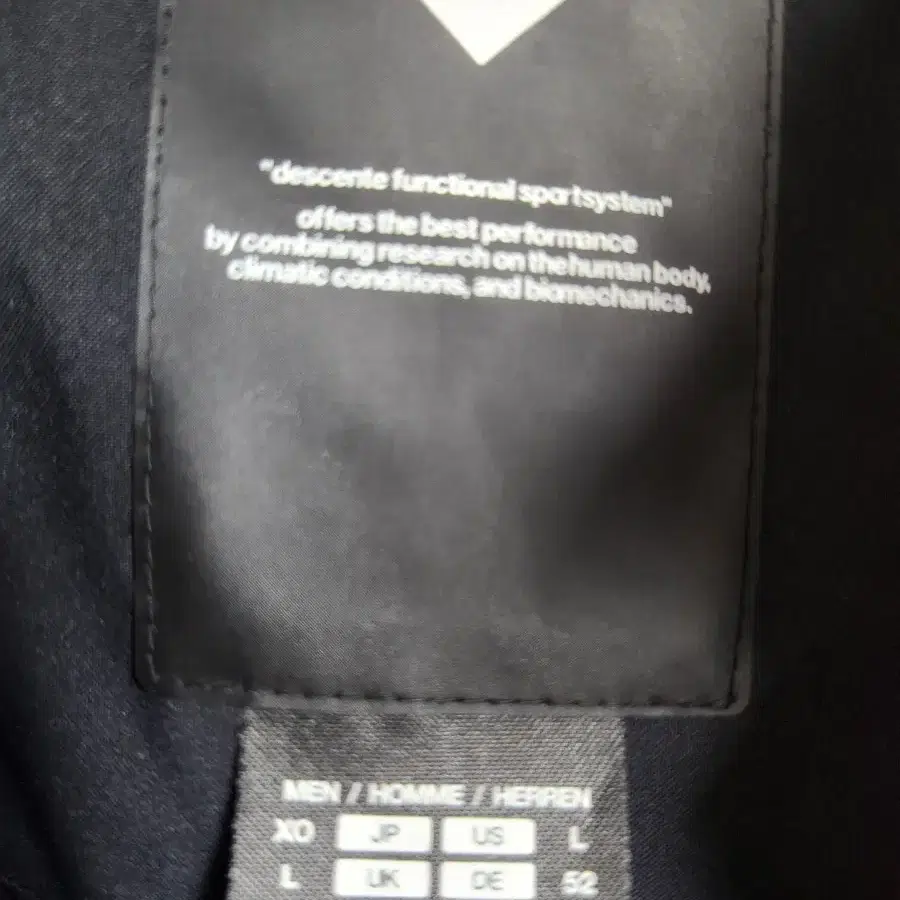 "descente functional sportsystem"
offers the best performance
by combining research on the human body,
climatic conditions, and biomechanics.
MEN / HOMME / HERREN
XO JP US L
L UK DE 52